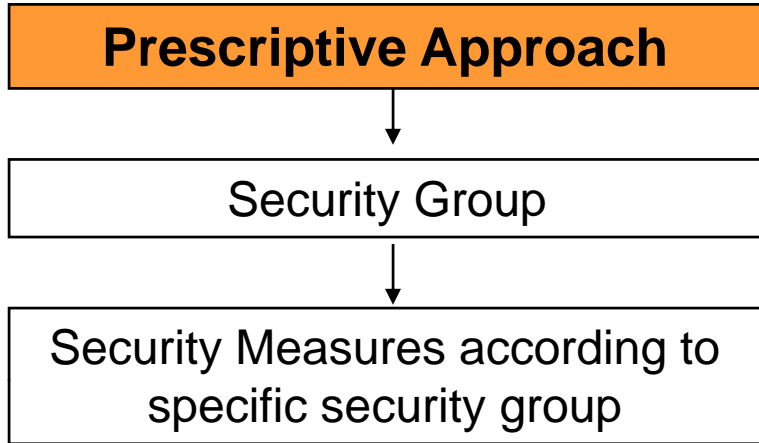 Prescriptive Approach
Security Group
Security Measures according to
specific security group